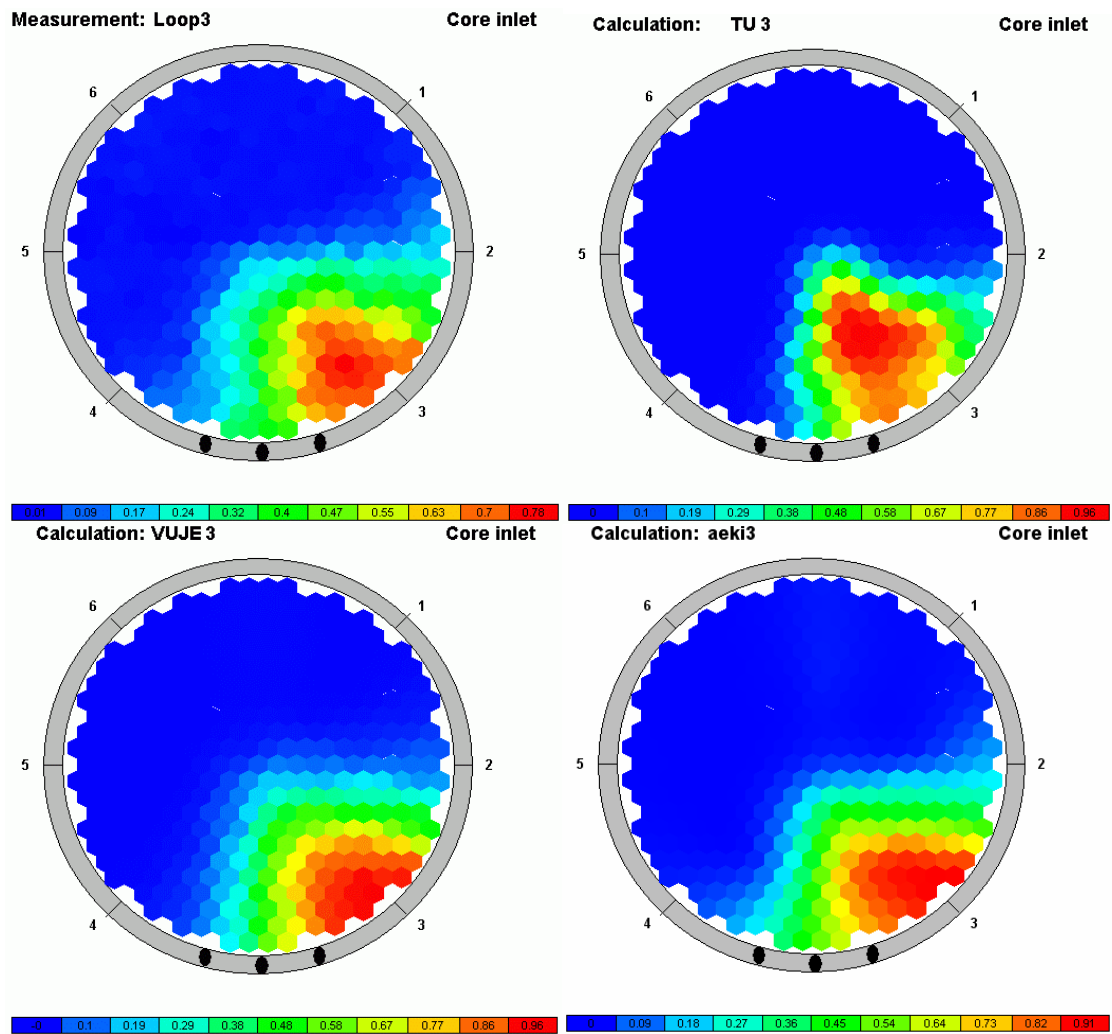 Measurement: Loop3 Core inlet
6 1
5 2
4 3
0.01 0.09 0.17 0.24 0.32 0.4 0.47 0.55 0.63 0.7 0.78
Calculation: TU 3 Core inlet
6 1
5 2
4 3
0 0.1 0.19 0.29 0.38 0.48 0.58 0.67 0.77 0.86 0.96
Calculation: VUJE 3 Core inlet
6 1
5 2
4 3
-0 0.1 0.19 0.29 0.38 0.48 0.58 0.67 0.77 0.86 0.96
Calculation: aeki3 Core inlet
6 1
5 2
4 3
0 0.09 0.18 0.27 0.36 0.45 0.54 0.64 0.73 0.82 0.91